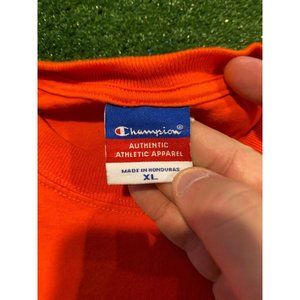 Champion
AUTHENTIC
ATHLETIC APPAREL
MADE IN HONDURAS
XL